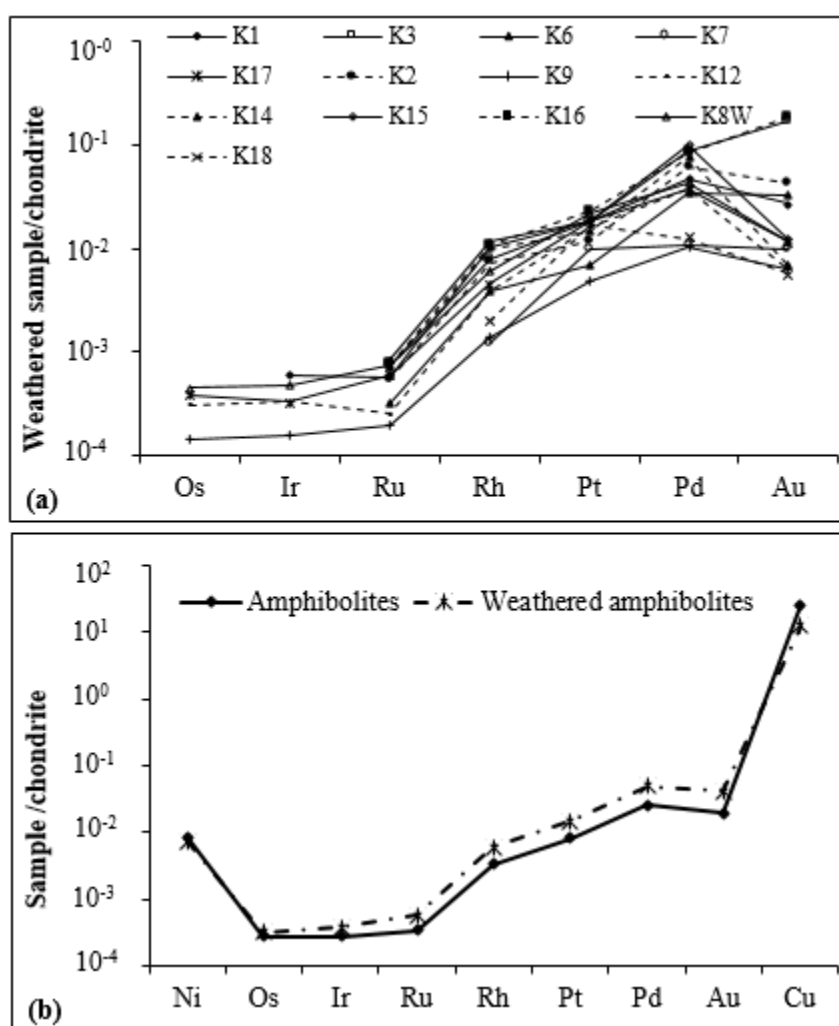 Weathered sample/chondrite
10⁻⁰
10⁻¹
10⁻²
10⁻³
10⁻⁴
K1 K3 K6 K7
K17 K2 K9 K12
K14 K15 K16 K8W
K18
Os Ir Ru Rh Pt Pd Au
(a)
Sample /chondrite
10²
10¹
10⁰
10⁻¹
10⁻²
10⁻³
10⁻⁴
Amphibolites Weathered amphibolites
Ni Os Ir Ru Rh Pt Pd Au Cu
(b)